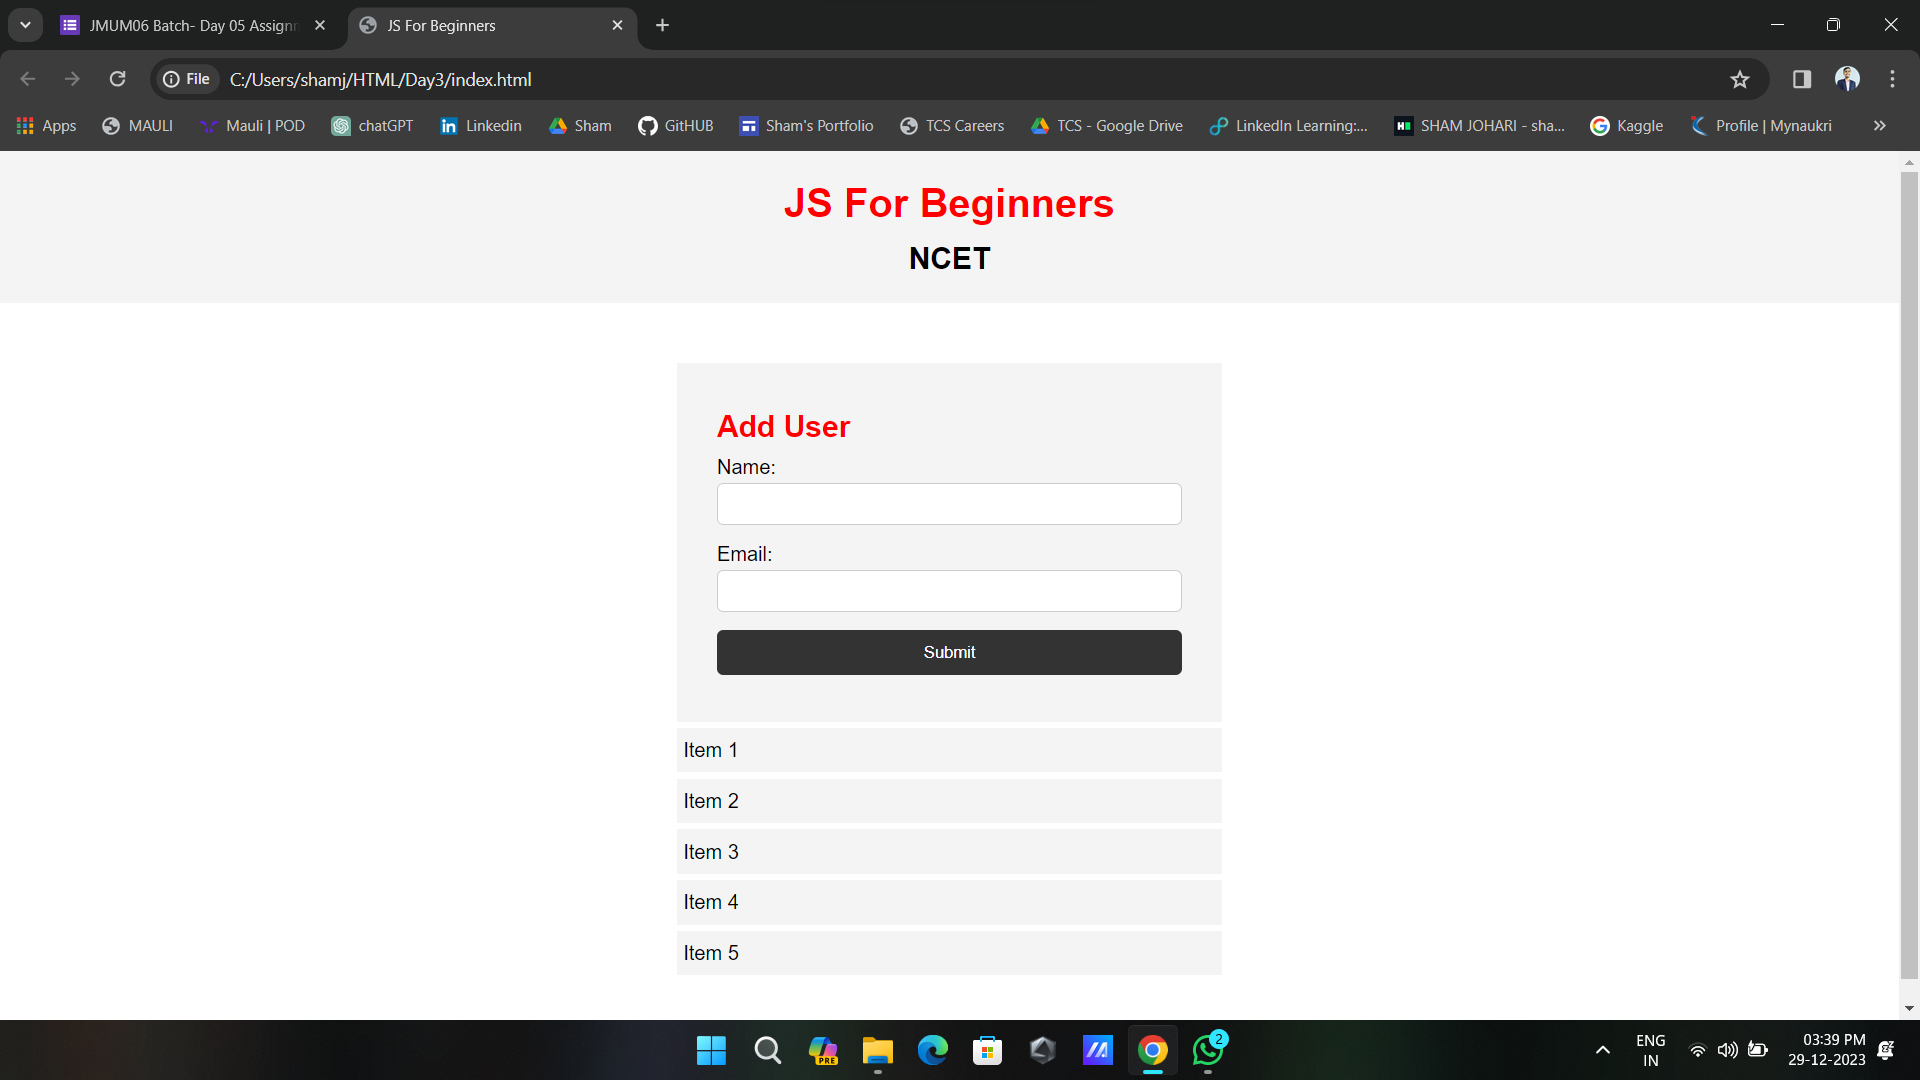 JMUM06 Batch- Day 05 Assignn
JS For Beginners
File
C:/Users/shamj/HTML/Day3/index.html
Apps
MAULI
Mauli | POD
chatGPT
Linkedin
Sham
GitHUB
Sham's Portfolio
TCS Careers
TCS - Google Drive
LinkedIn Learning:...
SHAM JOHARI - sha...
Kaggle
Profile | Mynaukri
JS For Beginners
NCET
Add User
Name:
Email:
Submit
Item 1
Item 2
Item 3
Item 4
Item 5
PRE
2
ENG
IN
03:39 PM
29-12-2023